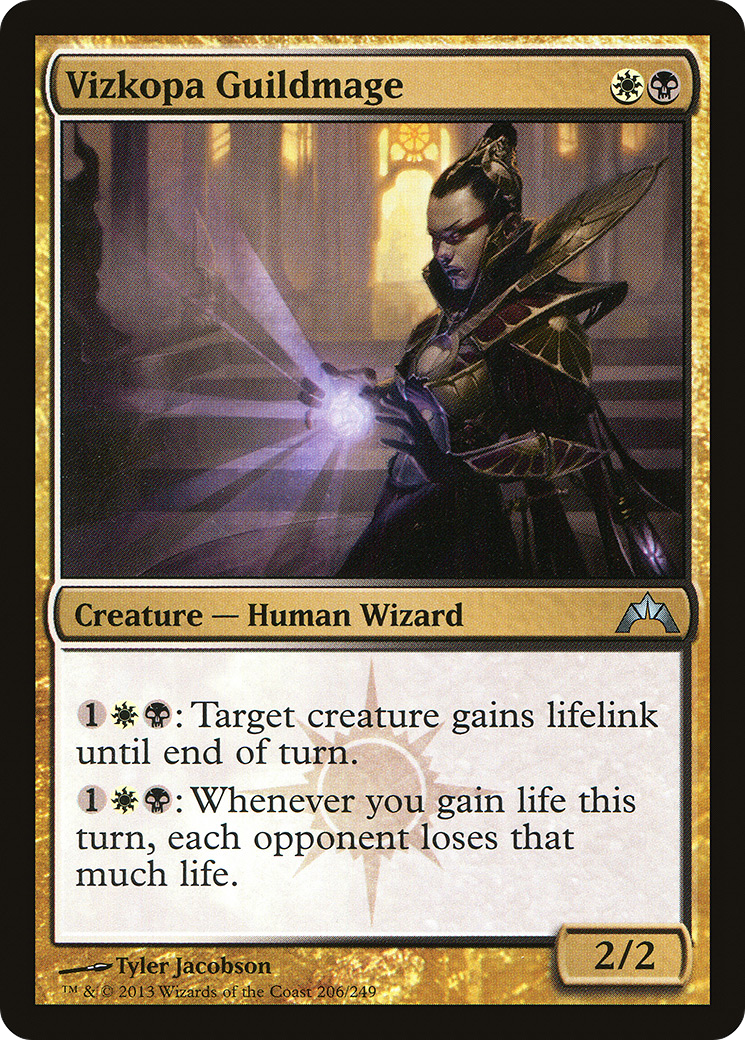 Vizkopa Guildmage
Creature — Human Wizard
1: Target creature gains lifelink
until end of turn.
1: Whenever you gain life this
turn, each opponent loses that
much life.
2/2
Tyler Jacobson
™ & © 2013 Wizards of the Coast 206/249